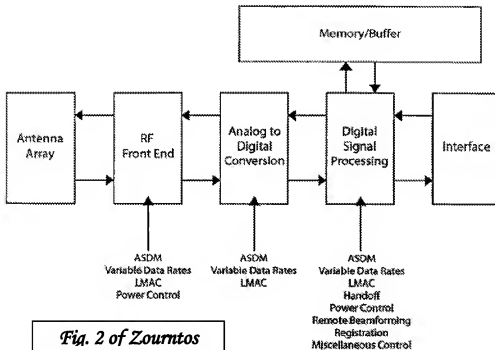 Memory/Buffer
Antenna
Array
RF
Front End
Analog to
Digital
Conversion
Digital
Signal
Processing
Interface
ASDM
Variable Data Rates
LMAC
Power Control
ASDM
Variable Data Rates
LMAC
ASDM
Variable Data Rates
LMAC
Handoff
Power Control
Remote Beamforming
Registration
Miscellaneous Control
Fig. 2 of Zourntos